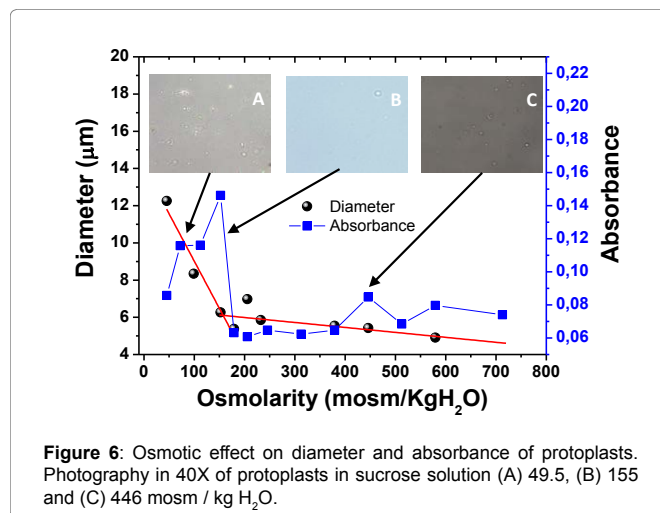 20
18
16
14
12
10
8
6
4
Diameter (μm)
A
B
C
Diameter
Absorbance
0,22
0,20
0,18
0,16
0,14
0,12
0,10
0,08
0,06
Absorbance
0 100 200 300 400 500 600 700 800
Osmolarity (mosm/KgH₂O)
Figure 6: Osmotic effect on diameter and absorbance of protoplasts.
Photography in 40X of protoplasts in sucrose solution (A) 49.5, (B) 155
and (C) 446 mosm / kg H₂O.